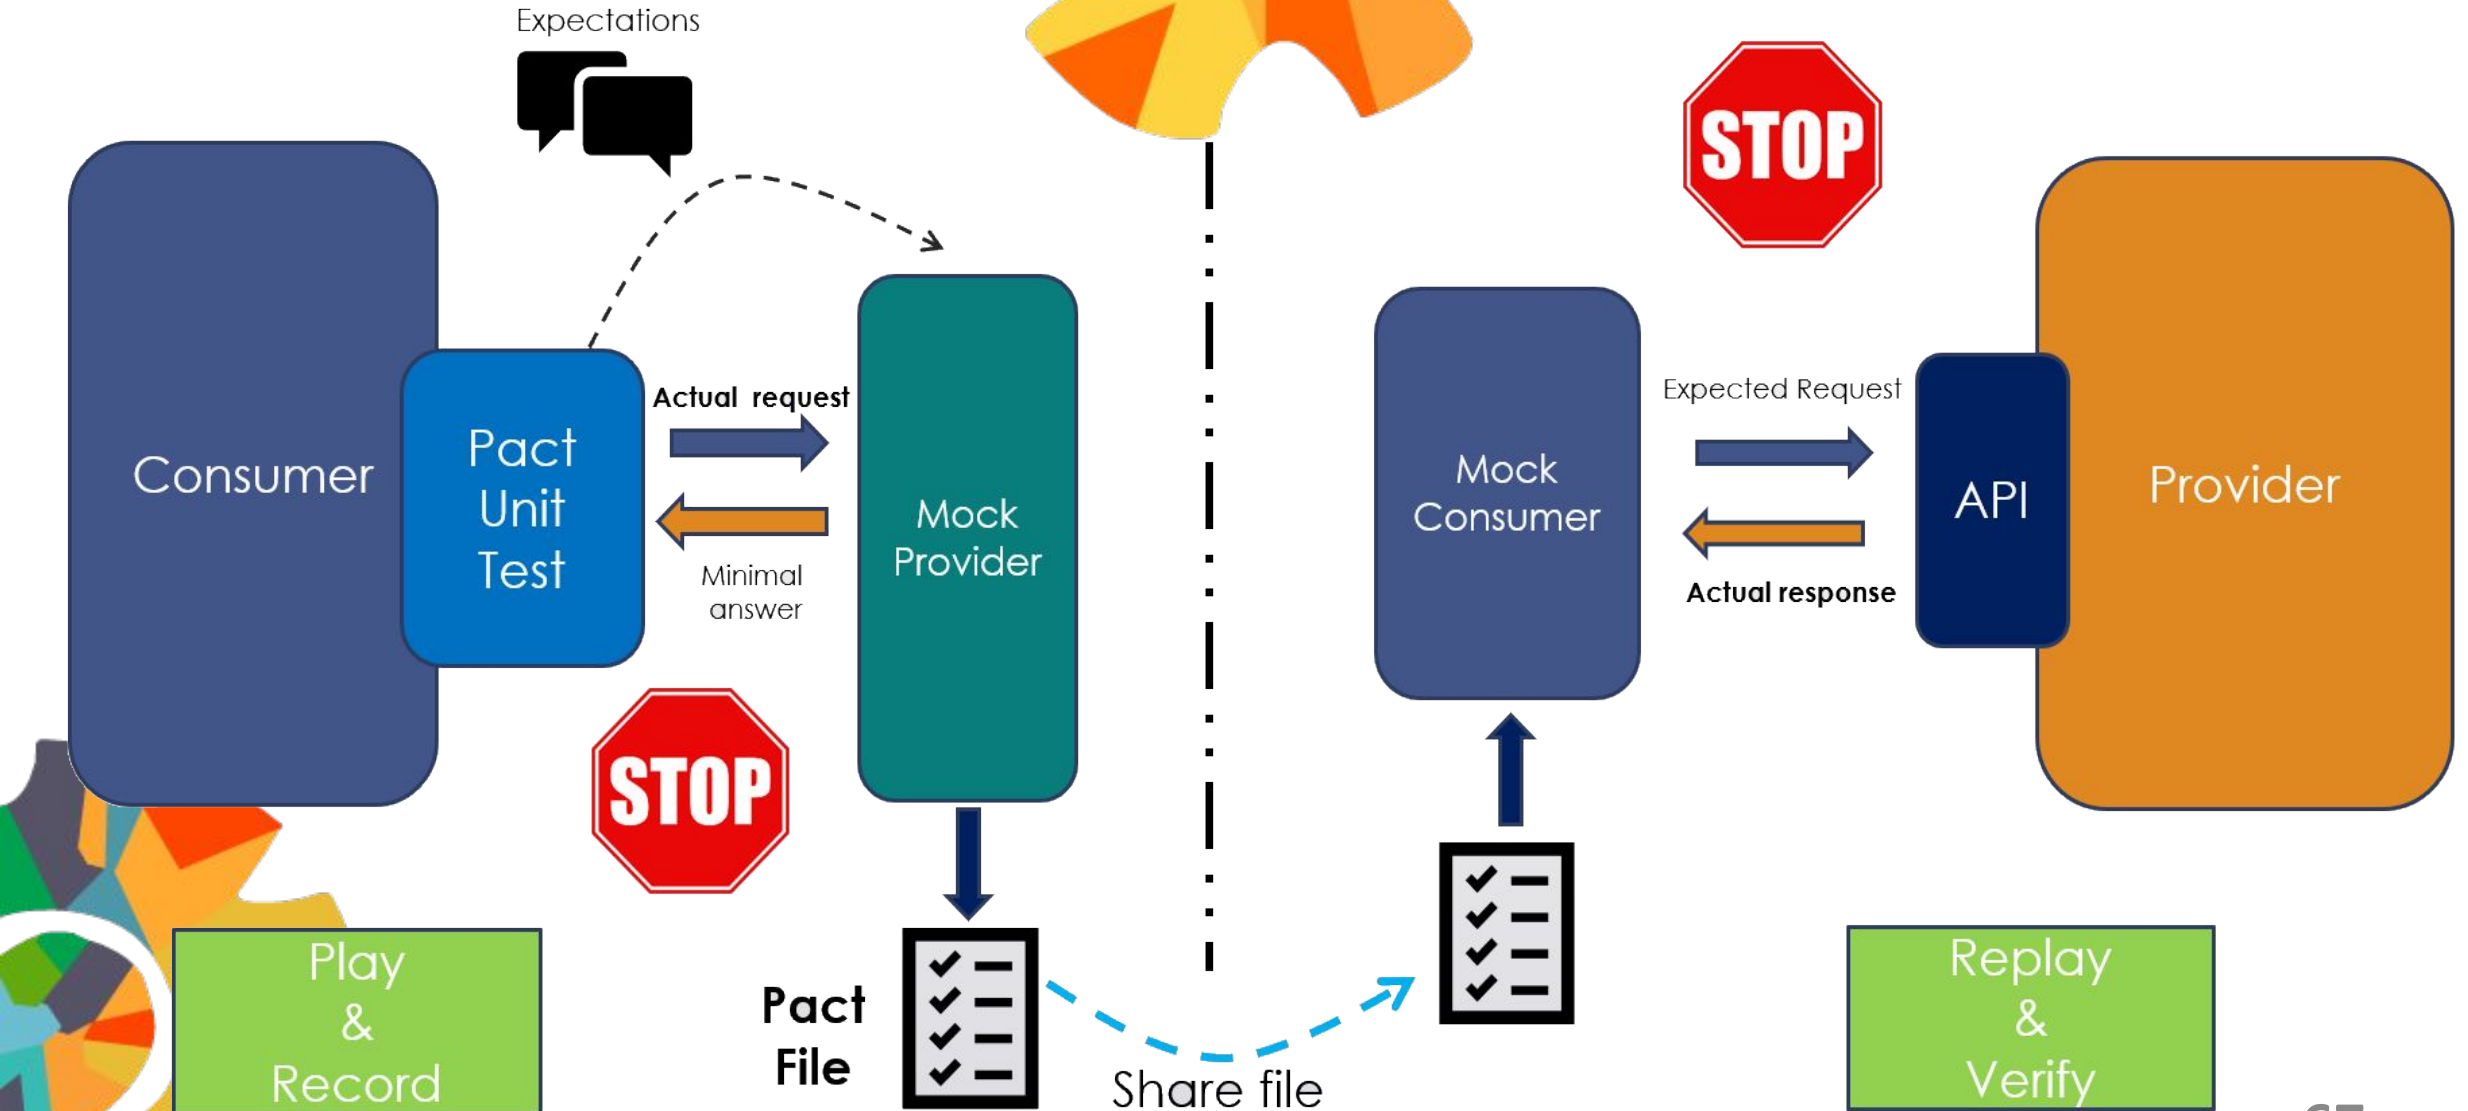 Expectations
STOP
Consumer
Pact
Unit
Test
Actual request
Minimal
answer
Mock
Provider
STOP
Mock
Consumer
Expected Request
Actual response
API
Provider
Play
&
Record
Pact
File
Share file
Replay
&
Verify